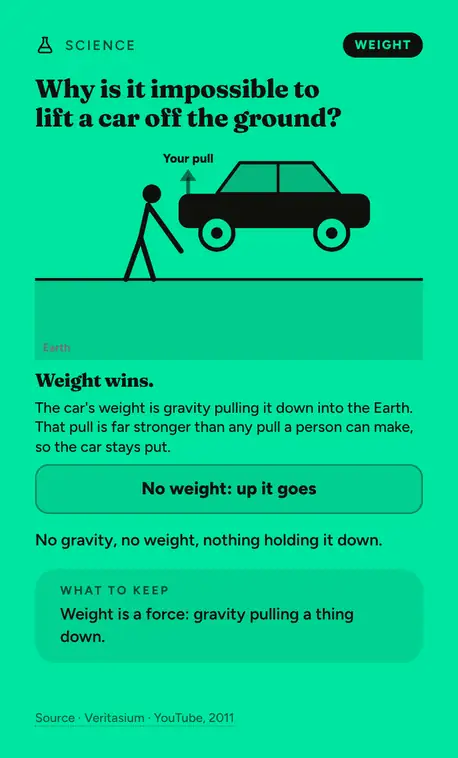 SCIENCE
WEIGHT
Why is it impossible to
lift a car off the ground?
Your pull
Earth
Weight wins.
The car's weight is gravity pulling it down into the Earth.
That pull is far stronger than any pull a person can make,
so the car stays put.
No weight: up it goes
No gravity, no weight, nothing holding it down.
WHAT TO KEEP
Weight is a force: gravity pulling a thing
down.
Source · Veritasium · YouTube, 2011